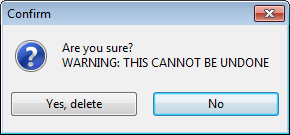 Confirm
Are you sure?
WARNING: THIS CANNOT BE UNDONE
Yes, delete
No